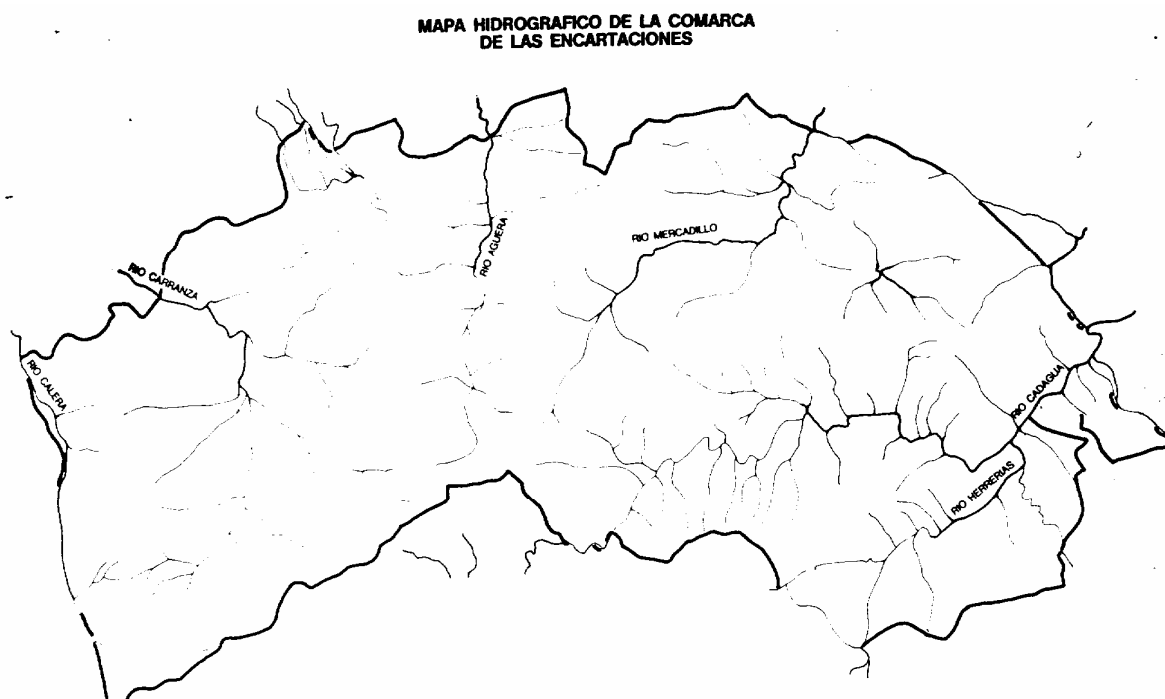 MAPA HIDROGRAFICO DE LA COMARCA
DE LAS ENCARTACIONES
RIO AGUERA
RIO MERCADILLO
RIO CARRANZA
RIO CALERA
RIO CADAGUA
RIO HERRERIAS